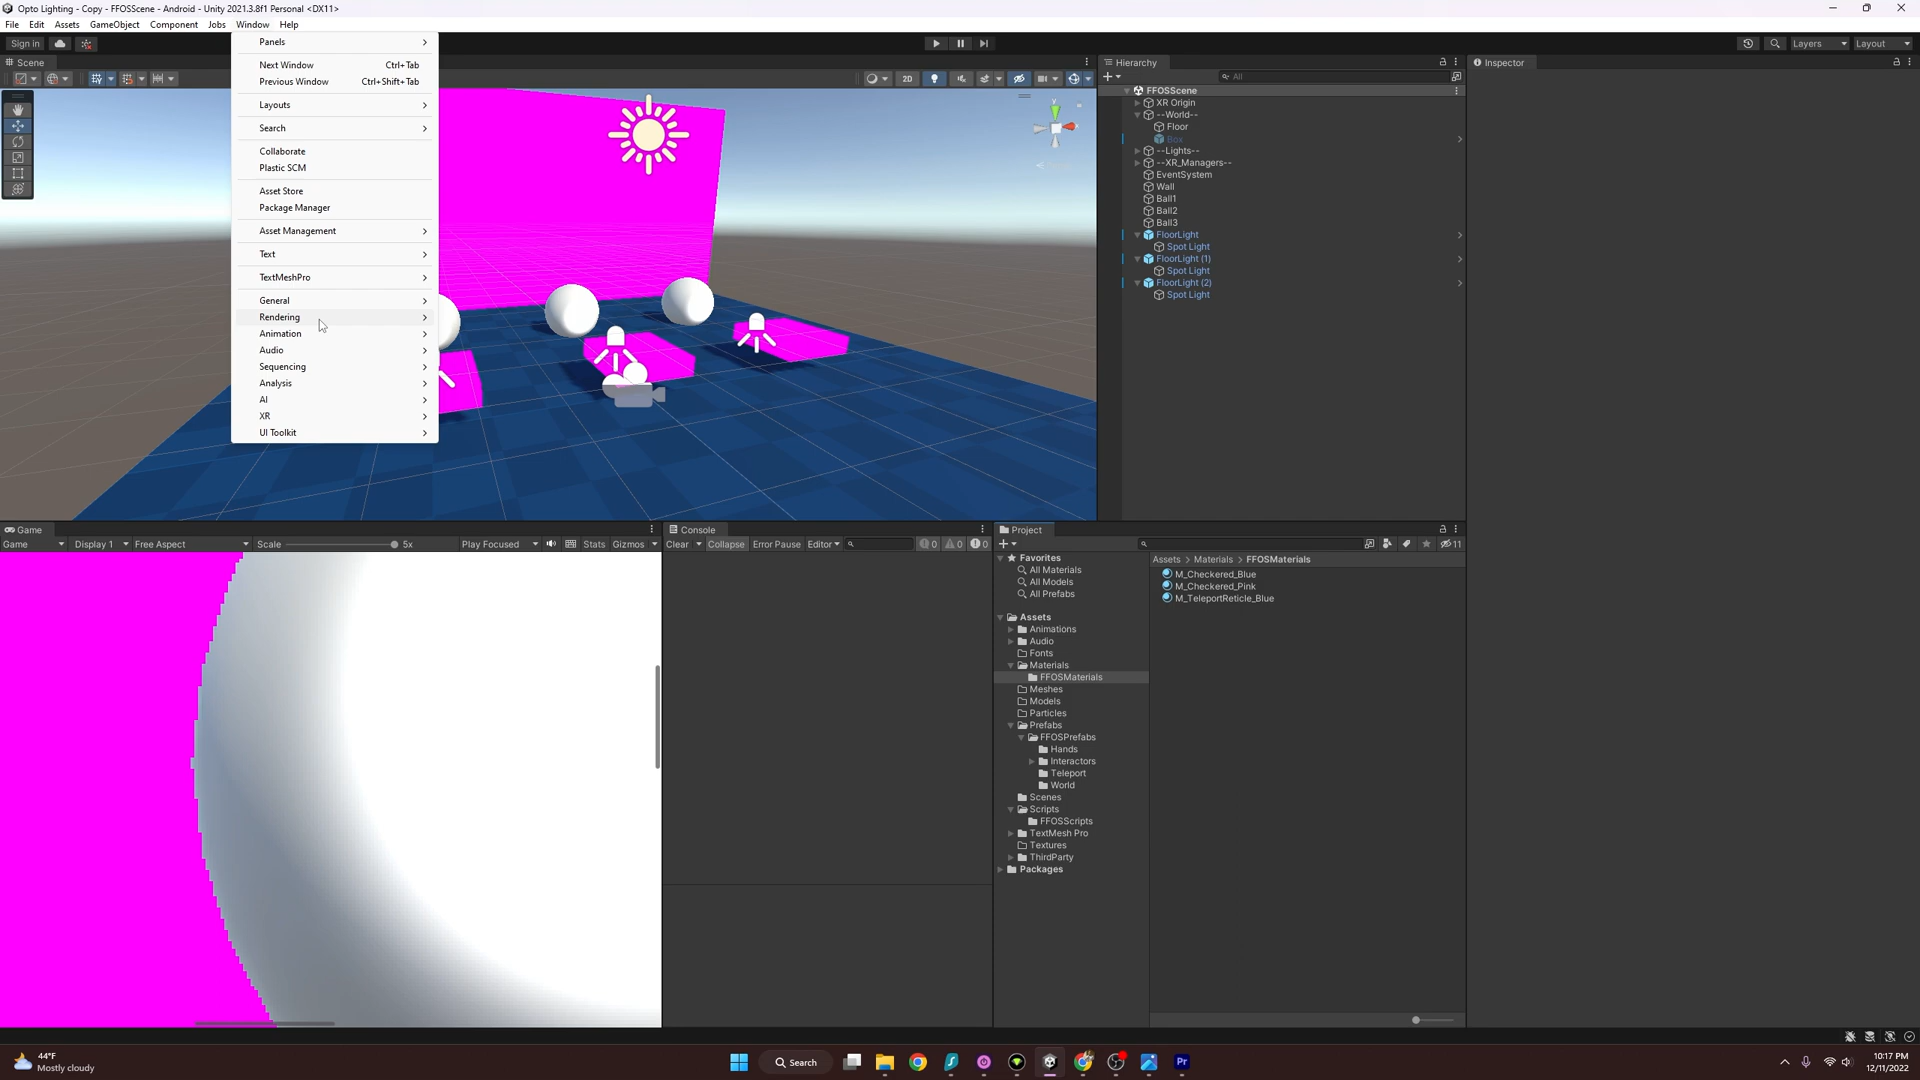 Opto Lighting - Copy - FFOSScene - Android - Unity 2021.3.8f1 Personal <DX11>
File Edit Assets GameObject Component Jobs Window Help
Sign in
Layers Layout
Panels
Next Window Ctrl+Tab
Previous Window Ctrl+Shift+Tab
Layouts
Search
Collaborate
Plastic SCM
Asset Store
Package Manager
Asset Management
Text
TextMeshPro
General
Rendering
Animation
Audio
Sequencing
Analysis
AI
XR
UI Toolkit
Scene
2D
Hierarchy
All
FFOSScene
XR Origin
--World--
Floor
Box
--Lights--
--XR_Managers--
EventSystem
Wall
Ball1
Ball2
Ball3
FloorLight
Spot Light
FloorLight (1)
Spot Light
FloorLight (2)
Spot Light
Inspector
Game
Game Display 1 Free Aspect Scale 5x Play Focused Stats Gizmos
Console
Clear Collapse Error Pause Editor 0 0 0
Project
11
Favorites
All Materials
All Models
All Prefabs
Assets
Animations
Audio
Fonts
Materials
FFOSMaterials
Meshes
Models
Particles
Prefabs
FFOSPrefabs
Hands
Interactors
Teleport
World
Scenes
Scripts
FFOSScripts
TextMesh Pro
Textures
ThirdParty
Packages
Assets > Materials > FFOSMaterials
M_Checkered_Blue
M_Checkered_Pink
M_TeleportReticle_Blue
44°F
Mostly cloudy
Search
Pr
10:17 PM
12/11/2022